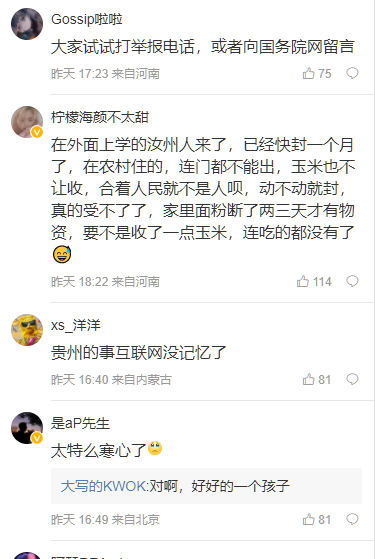 Gossip啦啦
大家试试打举报电话，或者向国务院网留言
昨天 17:23 来自河南
75
柠檬海颜不太甜
在外面上学的汝州人来了，已经快封一个月
了，在农村住的，连门都不能出，玉米也不
让收，合着人民就不是人呗，动不动就封，
真的受不了了，家里面粉断了两三天才有物
资，要不是收了一点玉米，连吃的都没有了
😅
昨天 18:22 来自河南
114
xs_洋洋
贵州的事互联网没记忆了
昨天 16:40 来自内蒙古
81
是aP先生
太特么寒心了🙄
大写的KWOK:对啊，好好的一个孩子
昨天 16:49 来自北京
81